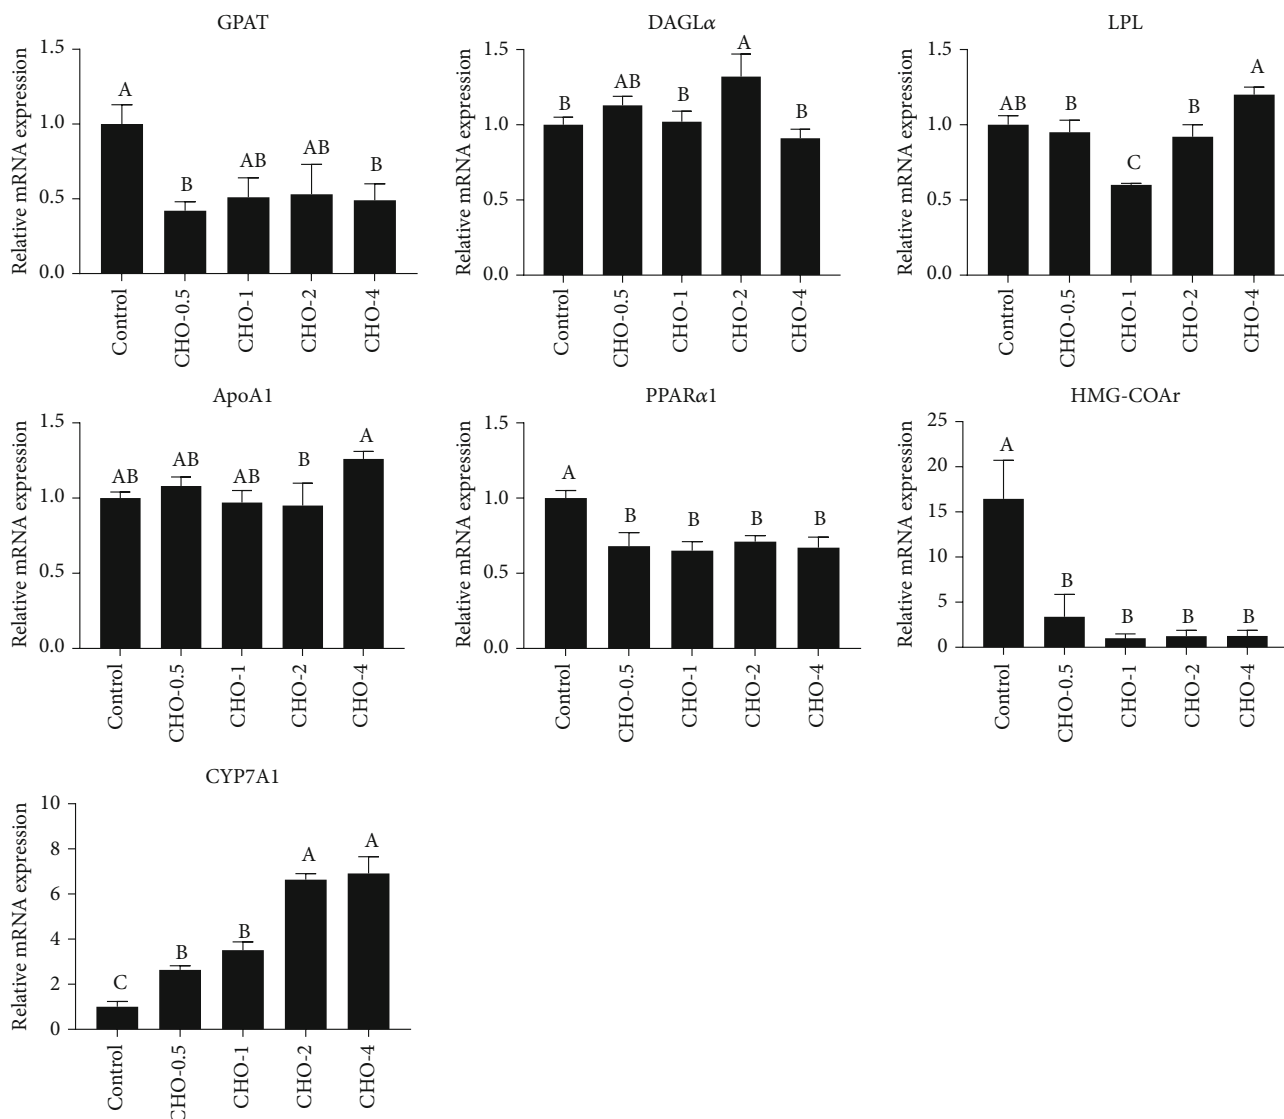 GPAT
Relative mRNA expression
1.5
1.0
0.5
0.0
A
B
AB
AB
B
Control
CHO-0.5
CHO-1
CHO-2
CHO-4
DAGLα
Relative mRNA expression
1.5
1.0
0.5
0.0
B
AB
B
A
B
Control
CHO-0.5
CHO-1
CHO-2
CHO-4
LPL
Relative mRNA expression
1.5
1.0
0.5
0.0
AB
B
C
B
A
Control
CHO-0.5
CHO-1
CHO-2
CHO-4
ApoA1
Relative mRNA expression
1.5
1.0
0.5
0.0
AB
AB
AB
B
A
Control
CHO-0.5
CHO-1
CHO-2
CHO-4
PPARα1
Relative mRNA expression
1.5
1.0
0.5
0.0
A
B
B
B
B
Control
CHO-0.5
CHO-1
CHO-2
CHO-4
HMG-COAr
Relative mRNA expression
25
20
15
10
5
0
A
B
B
B
B
Control
CHO-0.5
CHO-1
CHO-2
CHO-4
CYP7A1
Relative mRNA expression
10
8
6
4
2
0
C
B
B
A
A
Control
CHO-0.5
CHO-1
CHO-2
CHO-4